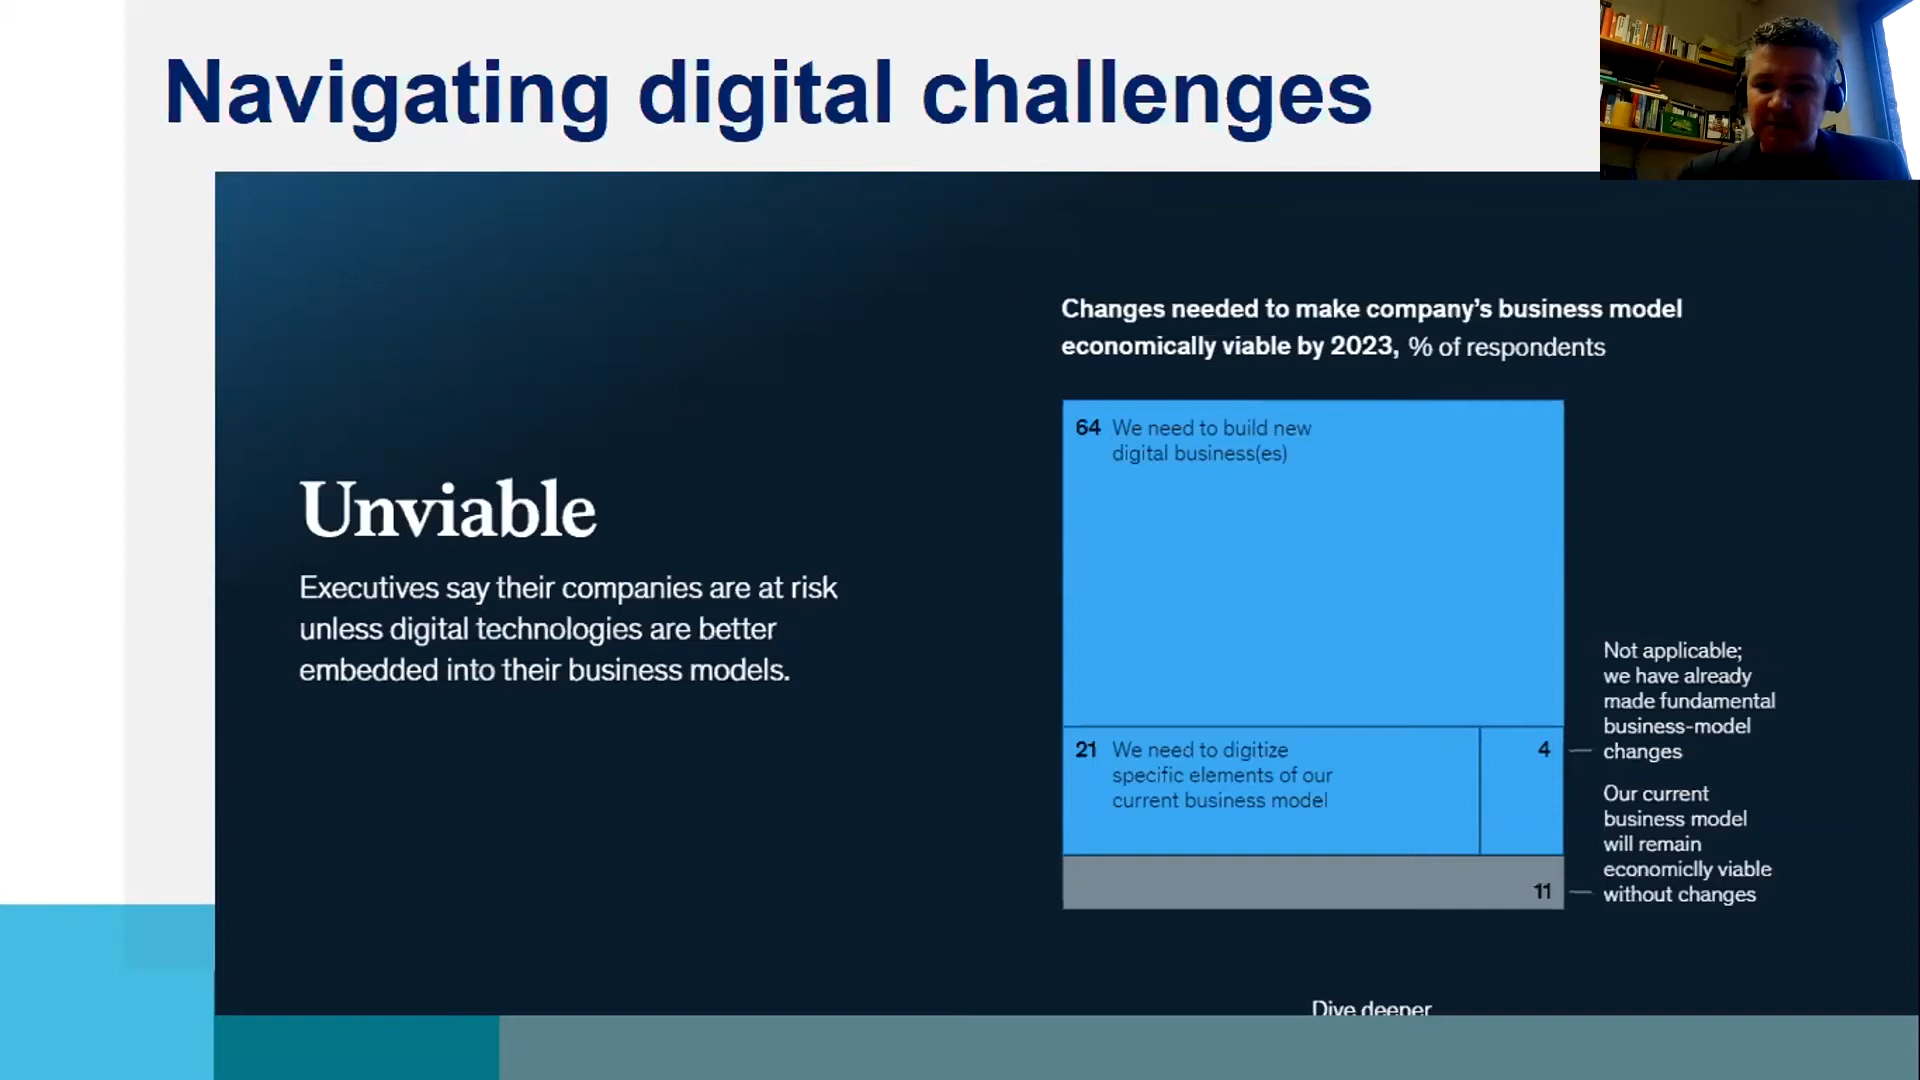 Navigating digital challenges
Unviable
Executives say their companies are at risk
unless digital technologies are better
embedded into their business models.
Changes needed to make company’s business model
economically viable by 2023, % of respondents
64 We need to build new
digital business(es)
21 We need to digitize
specific elements of our
current business model
4
Not applicable;
we have already
made fundamental
business-model
changes
11
Our current
business model
will remain
economiclly viable
without changes
Dive deeper